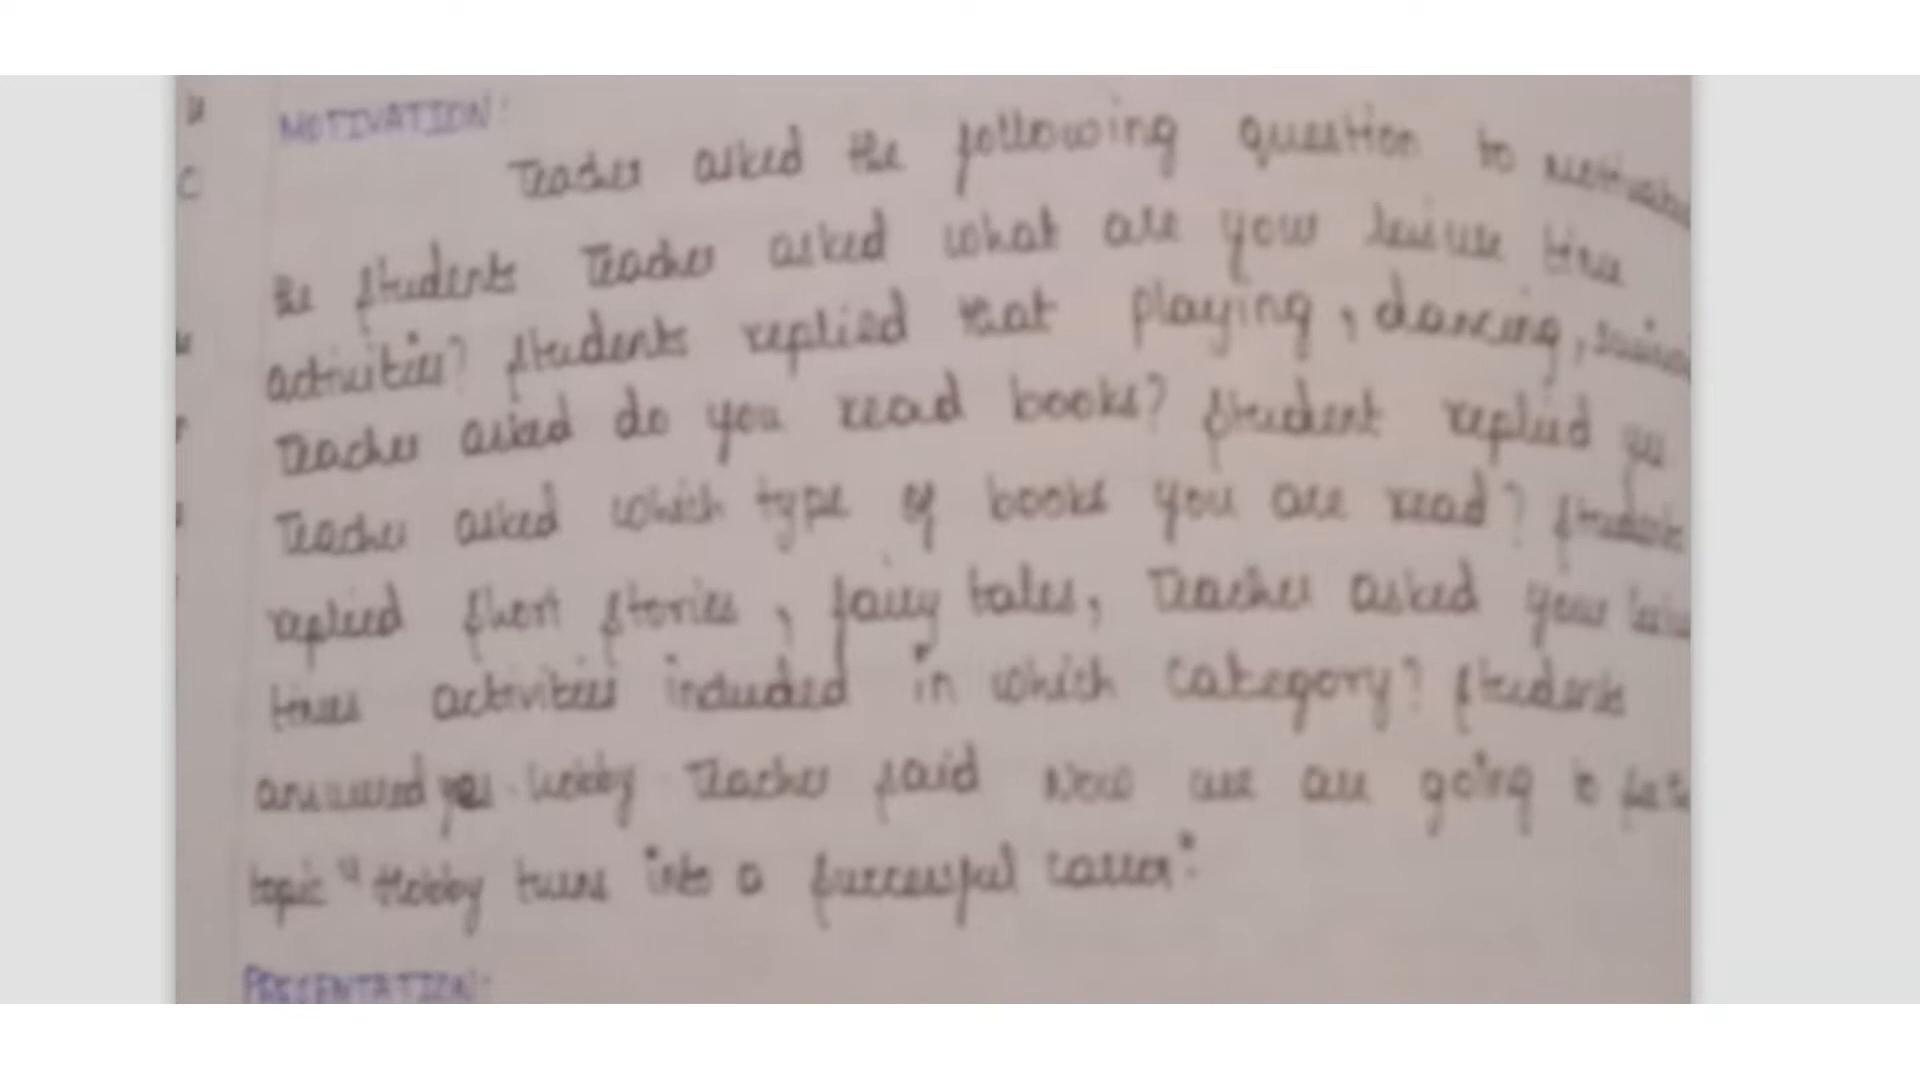 MOTIVATION:
Teacher asked the following question to
the students Teacher asked what are your leisure time
activities? Students replied that playing, dancing,
Teacher asked do you read books? Student replied yes
Teacher asked which type of books you are read? Students
replied short stories, fairy tales, Teacher asked your
times activities included in which category? Students
answered yes hobby Teacher said Now we are going to
topic "Hobby turns into a successful career".
PRESENTATION: